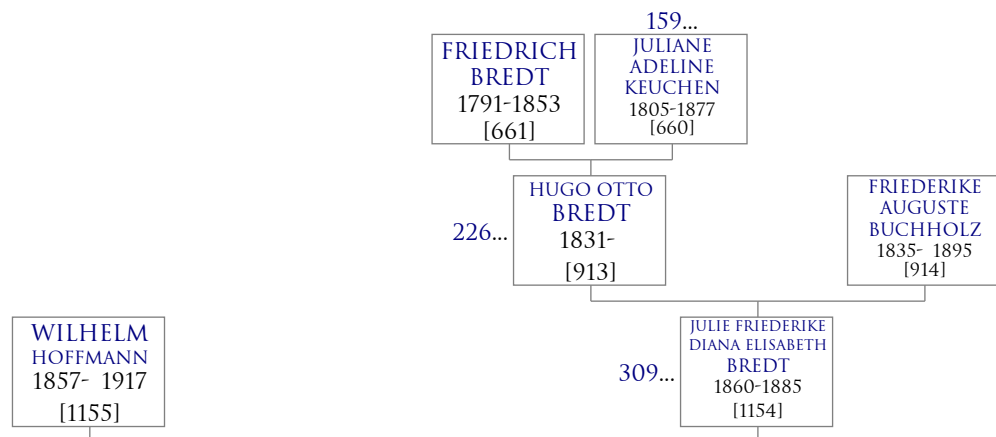 159...
FRIEDRICH
BREDT
1791-1853
[661]
JULIANE
ADELINE
KEUCHEN
1805-1877
[660]
226...
HUGO OTTO
BREDT
1831-
[913]
FRIEDERIKE
AUGUSTE
BUCHHOLZ
1835- 1895
[914]
WILHELM
HOFFMANN
1857- 1917
[1155]
309...
JULIE FRIEDERIKE
DIANA ELISABETH
BREDT
1860-1885
[1154]